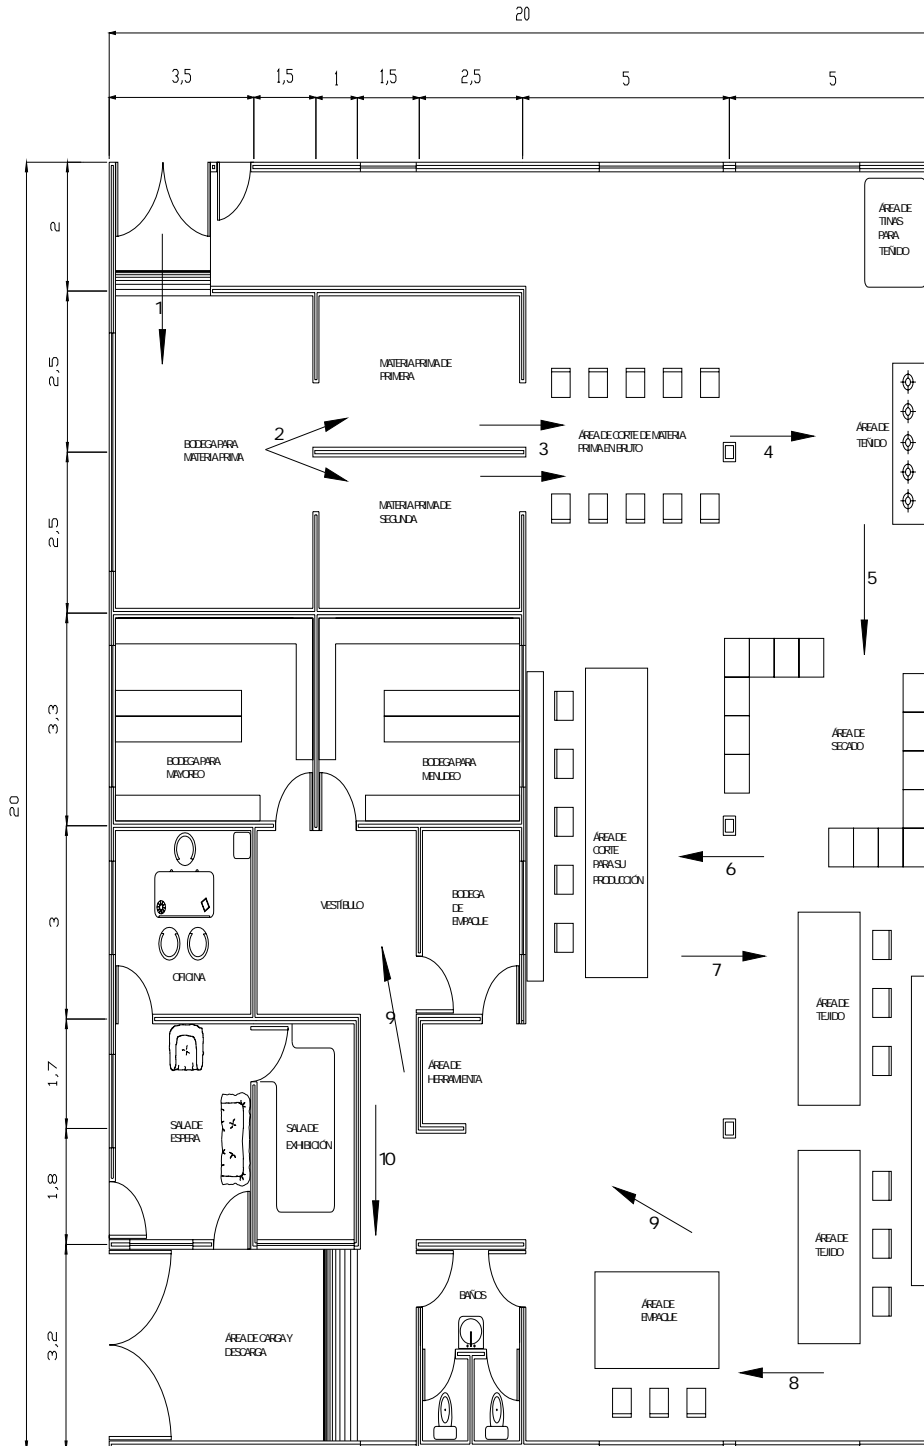 20
3,5
1,5
1
1,5
2,5
5
5
2
2,5
2,5
3,3
20
3
1,7
1,8
3,2
ÁREA DE
TINAS
PARA
TEÑIDO
1
MATERIA PRIMA DE
PRIMERA
2
BODEGA PARA
MATERIA PRIMA
3
ÁREA DE CORTE DE MATERIA
PRIMA EN BRUTO
4
ÁREA DE
TEÑIDO
MATERIA PRIMA DE
SEGUNDA
5
ÁREA DE
SECADO
BODEGA PARA
MAYOREO
BODEGA PARA
MENUDEO
ÁREA DE
CORTE
PARA SU
PRODUCCIÓN
6
VESTÍBULO
BODEGA
DE
EMPAQUE
7
OFICINA
9
ÁREA DE
TEJIDO
ÁREA DE
HERRAMIENTA
SALA DE
ESPERA
SALA DE
EXHIBICIÓN
10
9
ÁREA DE
TEJIDO
BAÑOS
ÁREA DE
EMPAQUE
ÁREA DE CARGA Y
DESCARGA
8